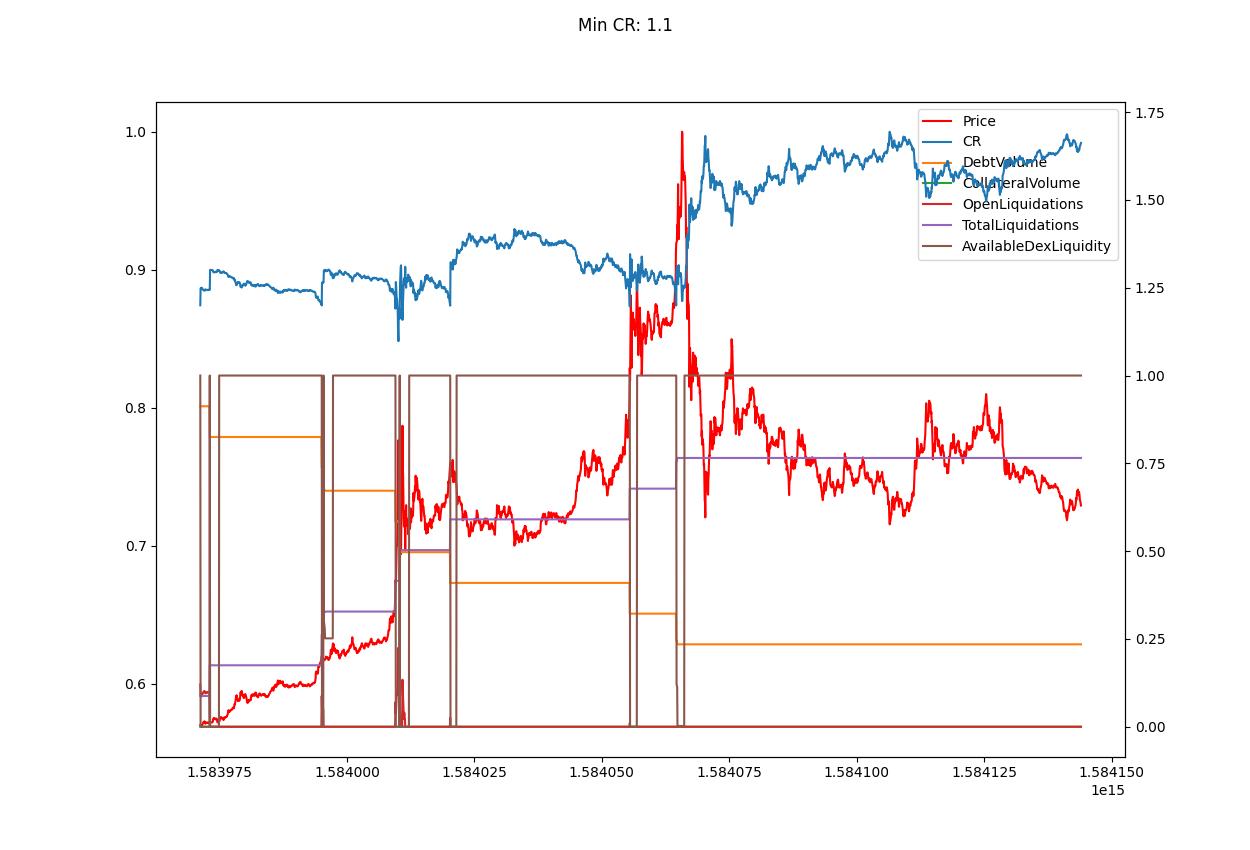 Min CR: 1.1
1.0
0.9
0.8
0.7
0.6
1.75
1.50
1.25
1.00
0.75
0.50
0.25
0.00
Price
CR
DebtVolume
CollateralVolume
OpenLiquidations
TotalLiquidations
AvailableDexLiquidity
1.583975 1.584000 1.584025 1.584050 1.584075 1.584100 1.584125 1.584150
1e15